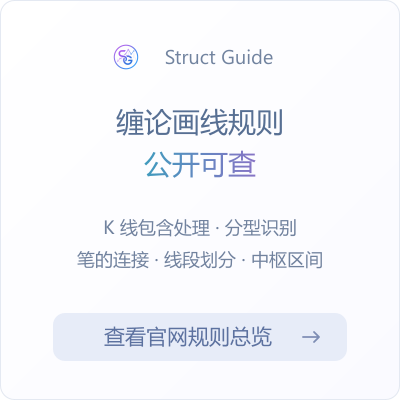 SG Struct Guide
缠论画线规则
公开可查
K 线包含处理 · 分型识别
笔的连接 · 线段划分 · 中枢区间
查看官网规则总览 →